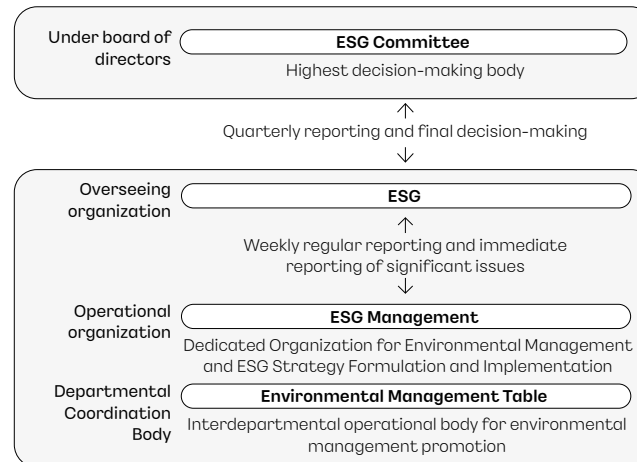 Under board of
directors
ESG Committee
Highest decision-making body
Quarterly reporting and final decision-making
Overseeing
organization
ESG
Weekly regular reporting and immediate
reporting of significant issues
Operational
organization
ESG Management
Dedicated Organization for Environmental Management
and ESG Strategy Formulation and Implementation
Departmental
Coordination
Body
Environmental Management Table
Interdepartmental operational body for environmental
management promotion